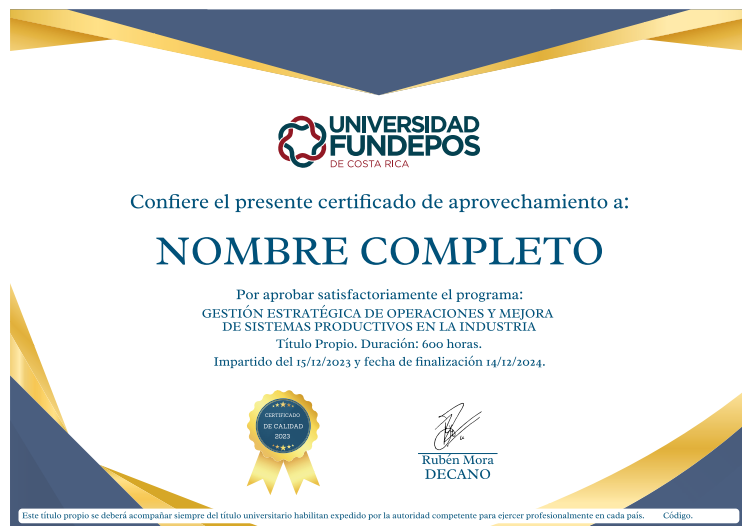 UNIVERSIDAD
FUNDEPOS
DE COSTA RICA
Confiere el presente certificado de aprovechamiento a:
NOMBRE COMPLETO
Por aprobar satisfactoriamente el programa:
GESTIÓN ESTRATÉGICA DE OPERACIONES Y MEJORA
DE SISTEMAS PRODUCTIVOS EN LA INDUSTRIA
Título Propio. Duración: 600 horas.
Impartido del 15/12/2023 y fecha de finalización 14/12/2024.
CERTIFICADO
DE CALIDAD
2023
Rubén Mora
DECANO
Este título propio se deberá acompañar siempre del título universitario habilitan expedido por la autoridad competente para ejercer profesionalmente en cada país. Código.